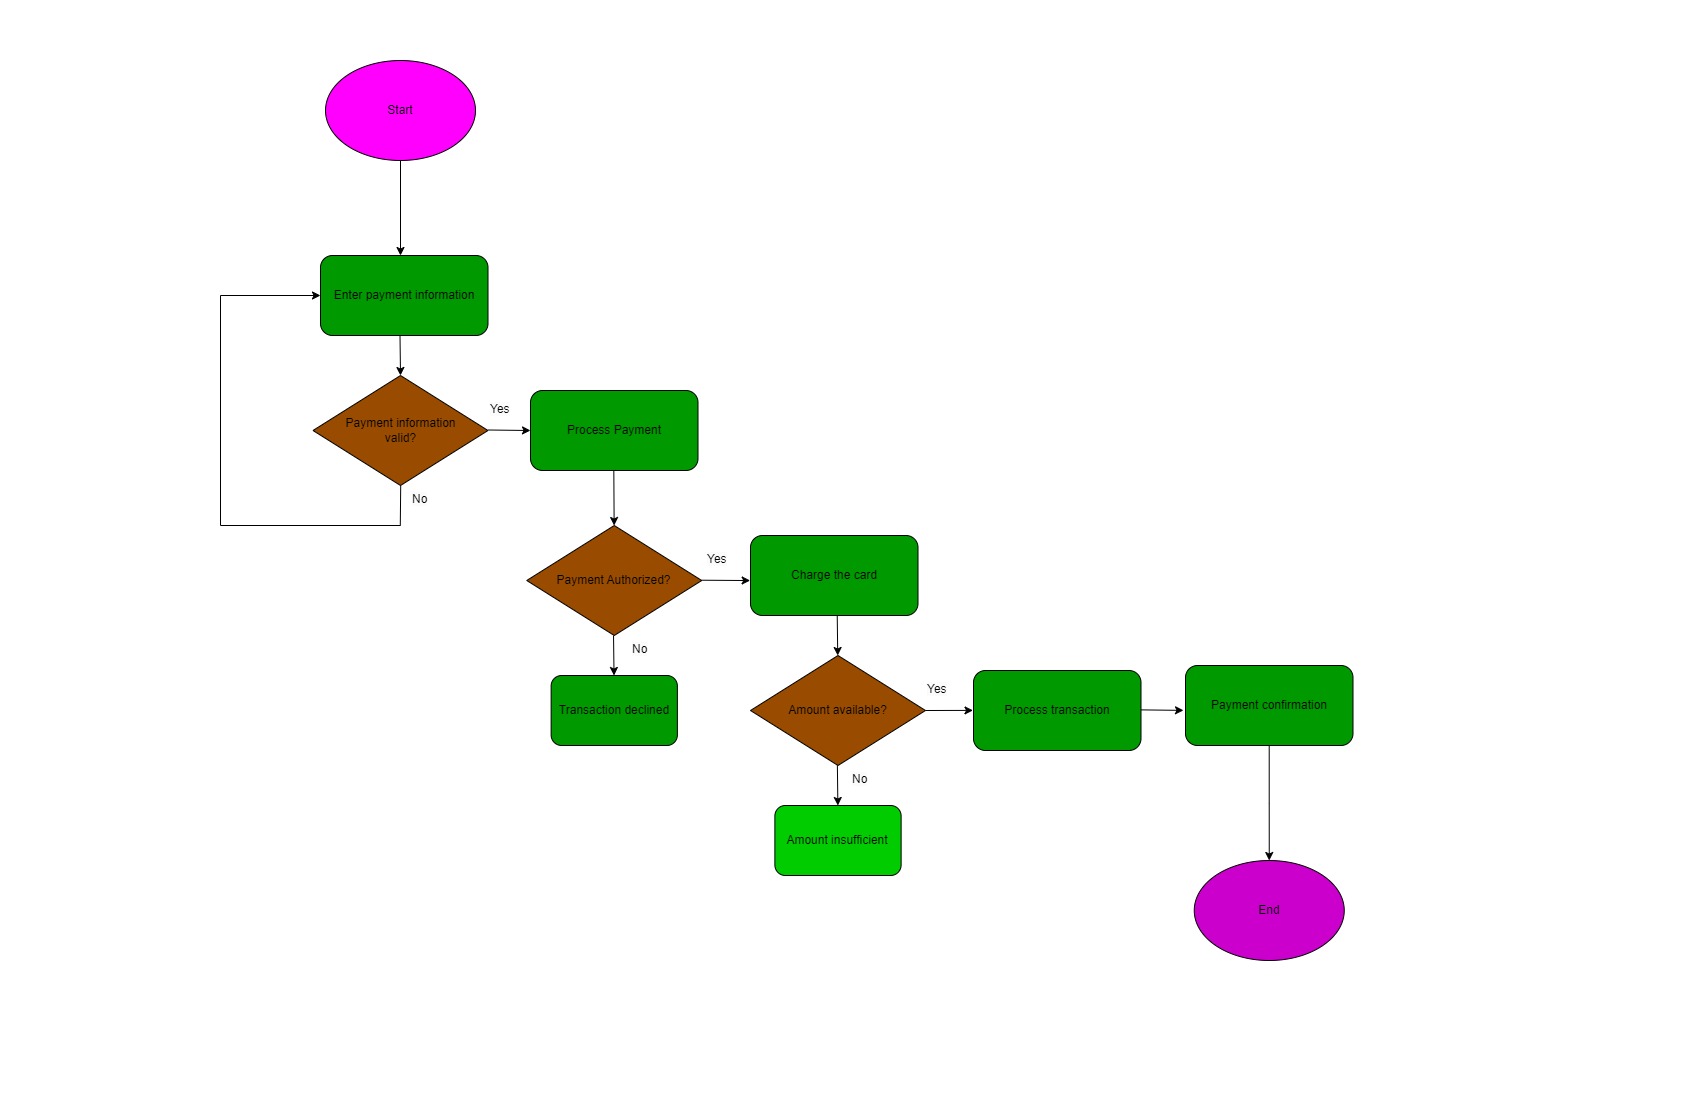 Start
Enter payment information
Payment information
valid?
Yes
Process Payment
No
Payment Authorized?
Yes
Charge the card
No
Transaction declined
Amount available?
Yes
Process transaction
Payment confirmation
No
Amount insufficient
End